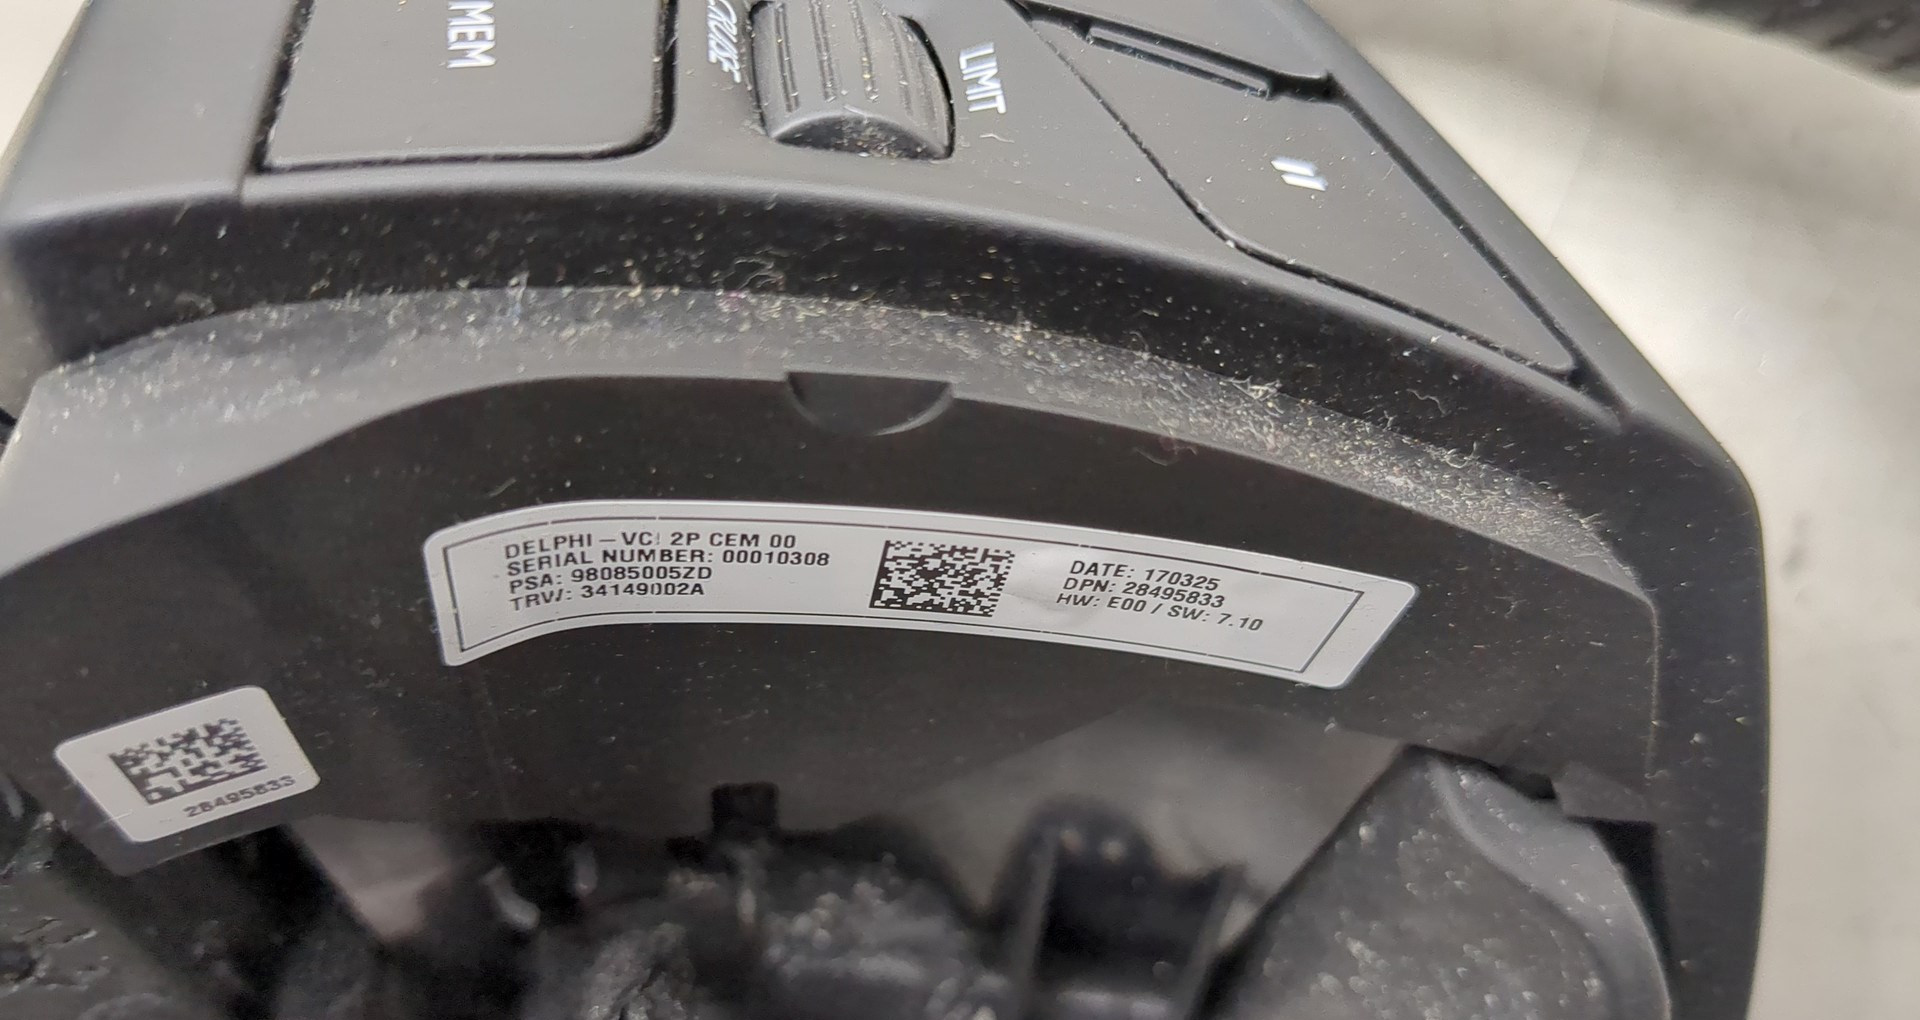 MEM
CRUISE
LIMIT
DELPHI - VCI 2P CEM 00
SERIAL NUMBER: 00010308
PSA: 98085005ZD
TRW: 34149002A
DATE: 170325
DPN: 28495833
HW: E00 / SW: 7.10
28495833